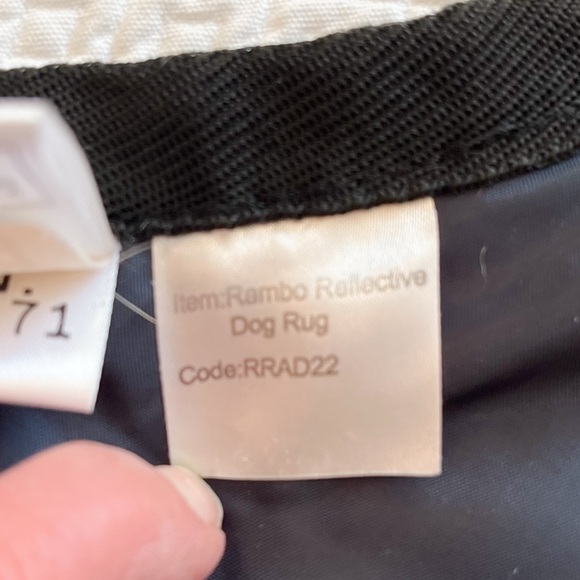 71
Item:Rambo Reflective
Dog Rug
Code:RRAD22